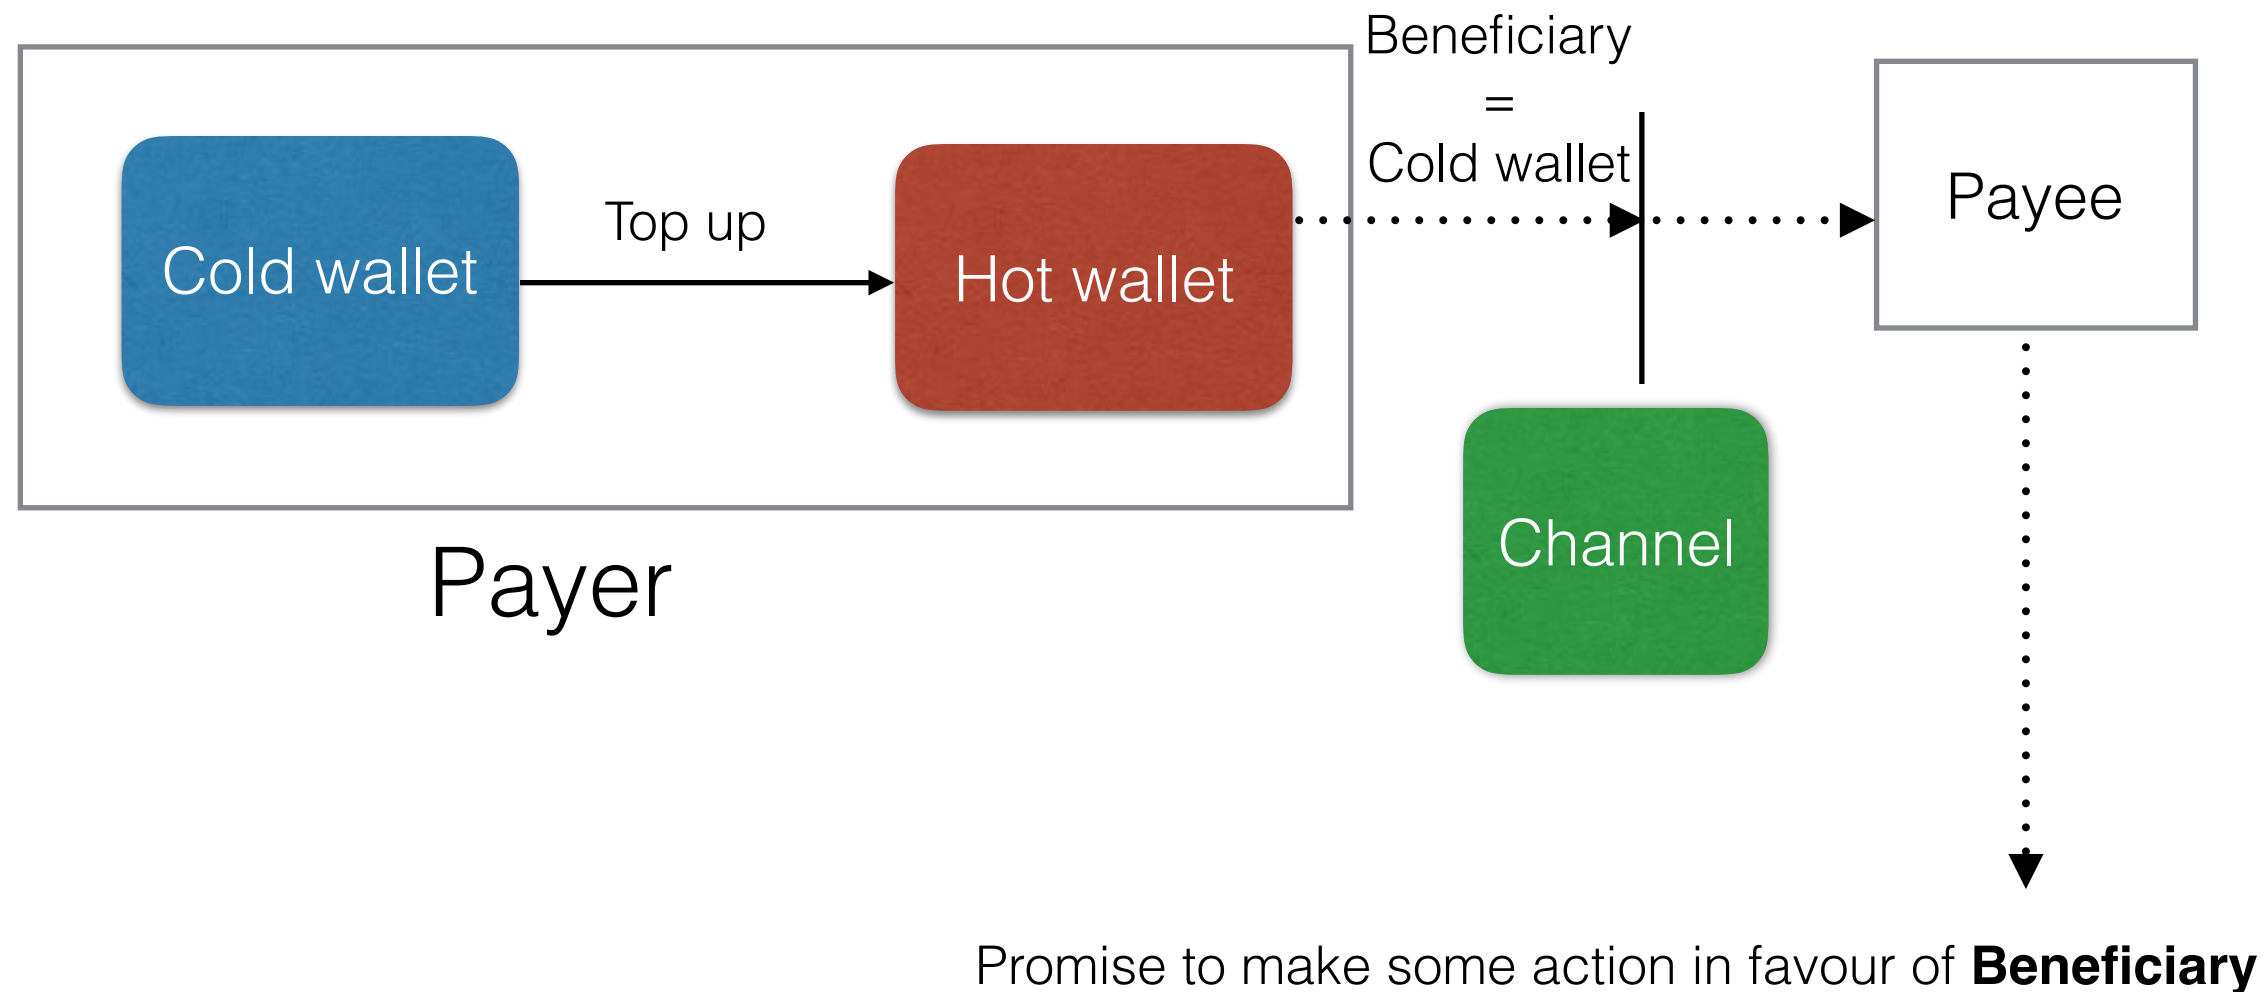 Beneficiary
=
Cold wallet
Payee
Top up
Cold wallet
Hot wallet
Channel
Payer
Promise to make some action in favour of Beneficiary